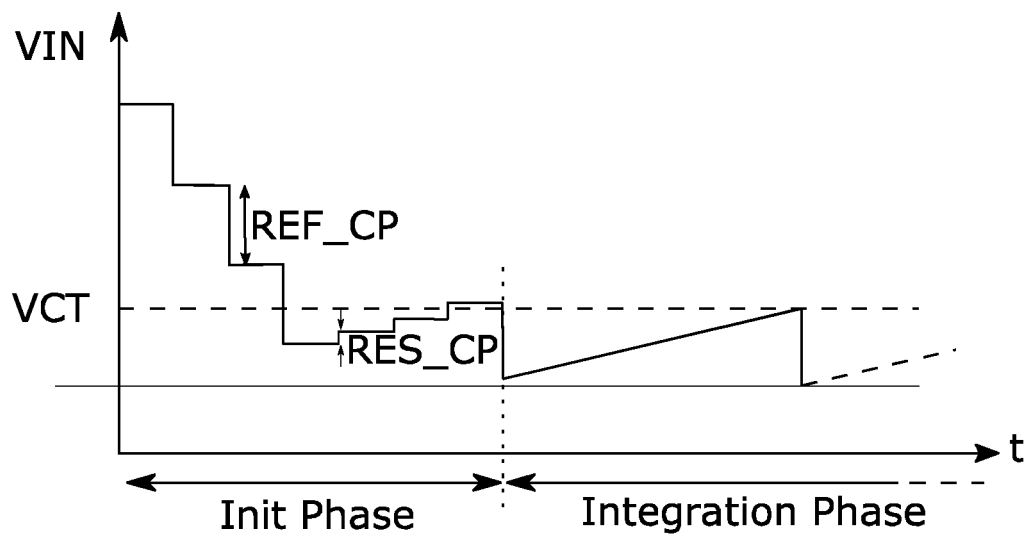 VIN
REF_CP
VCT
RES_CP
t
Init Phase
Integration Phase